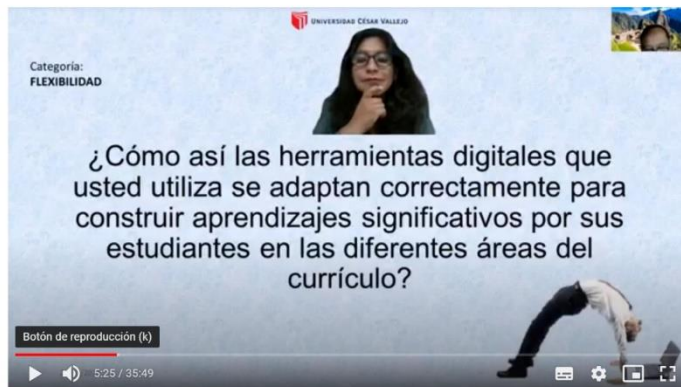 UNIVERSIDAD CÉSAR VALLEJO
Categoría:
FLEXIBILIDAD
¿Cómo así las herramientas digitales que
usted utiliza se adaptan correctamente para
construir aprendizajes significativos por sus
estudiantes en las diferentes áreas del
currículo?
Botón de reproducción (k)
5:25 / 35:49